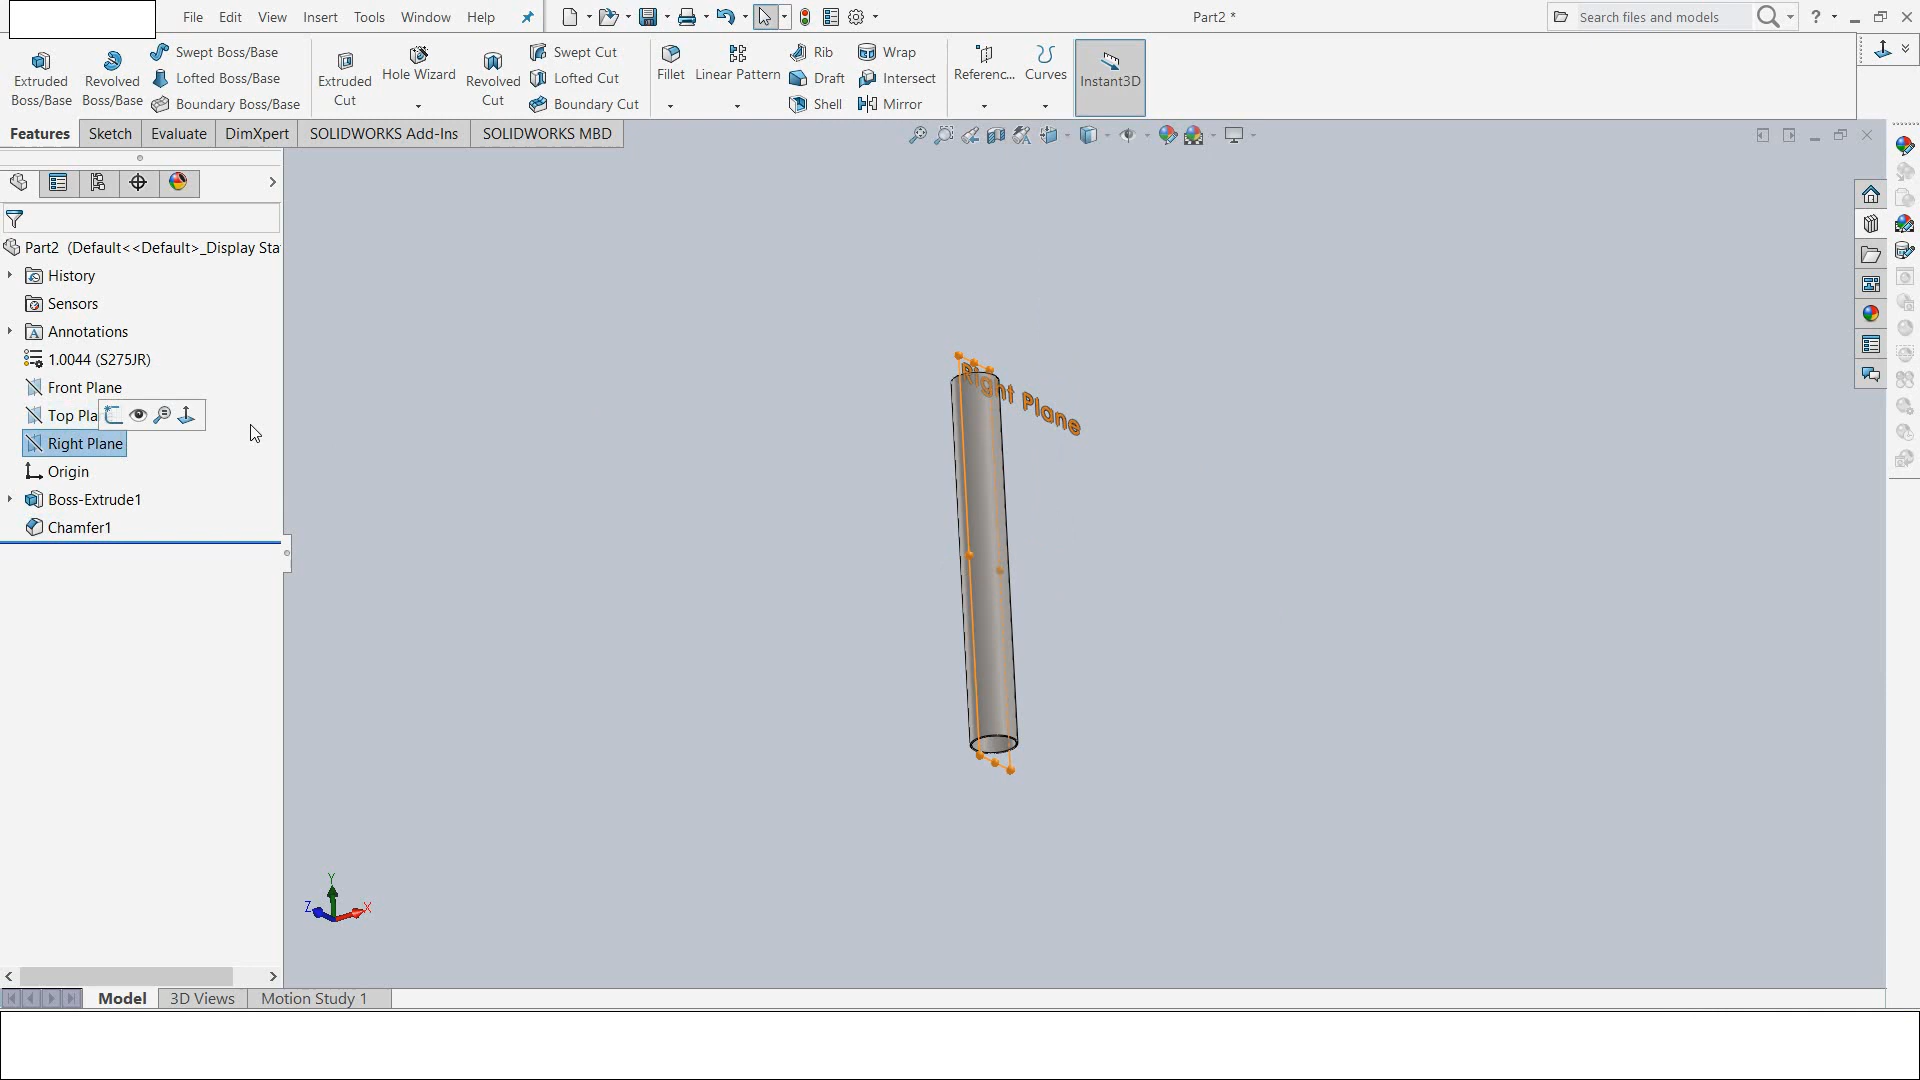 File Edit View Insert Tools Window Help
Part2 *
Search files and models
?
Extruded Boss/Base
Revolved Boss/Base
Swept Boss/Base
Lofted Boss/Base
Boundary Boss/Base
Extruded Cut
Hole Wizard
Revolved Cut
Swept Cut
Lofted Cut
Boundary Cut
Fillet
Linear Pattern
Rib
Draft
Shell
Wrap
Intersect
Mirror
Referenc...
Curves
Instant3D
Features Sketch Evaluate DimXpert SOLIDWORKS Add-Ins SOLIDWORKS MBD
Part2 (Default<<Default>_Display Sta
History
Sensors
A Annotations
1.0044 (S275JR)
Front Plane
Top Pla
Right Plane
Origin
Boss-Extrude1
Chamfer1
Right Plane
Y
Z
X
Model 3D Views Motion Study 1